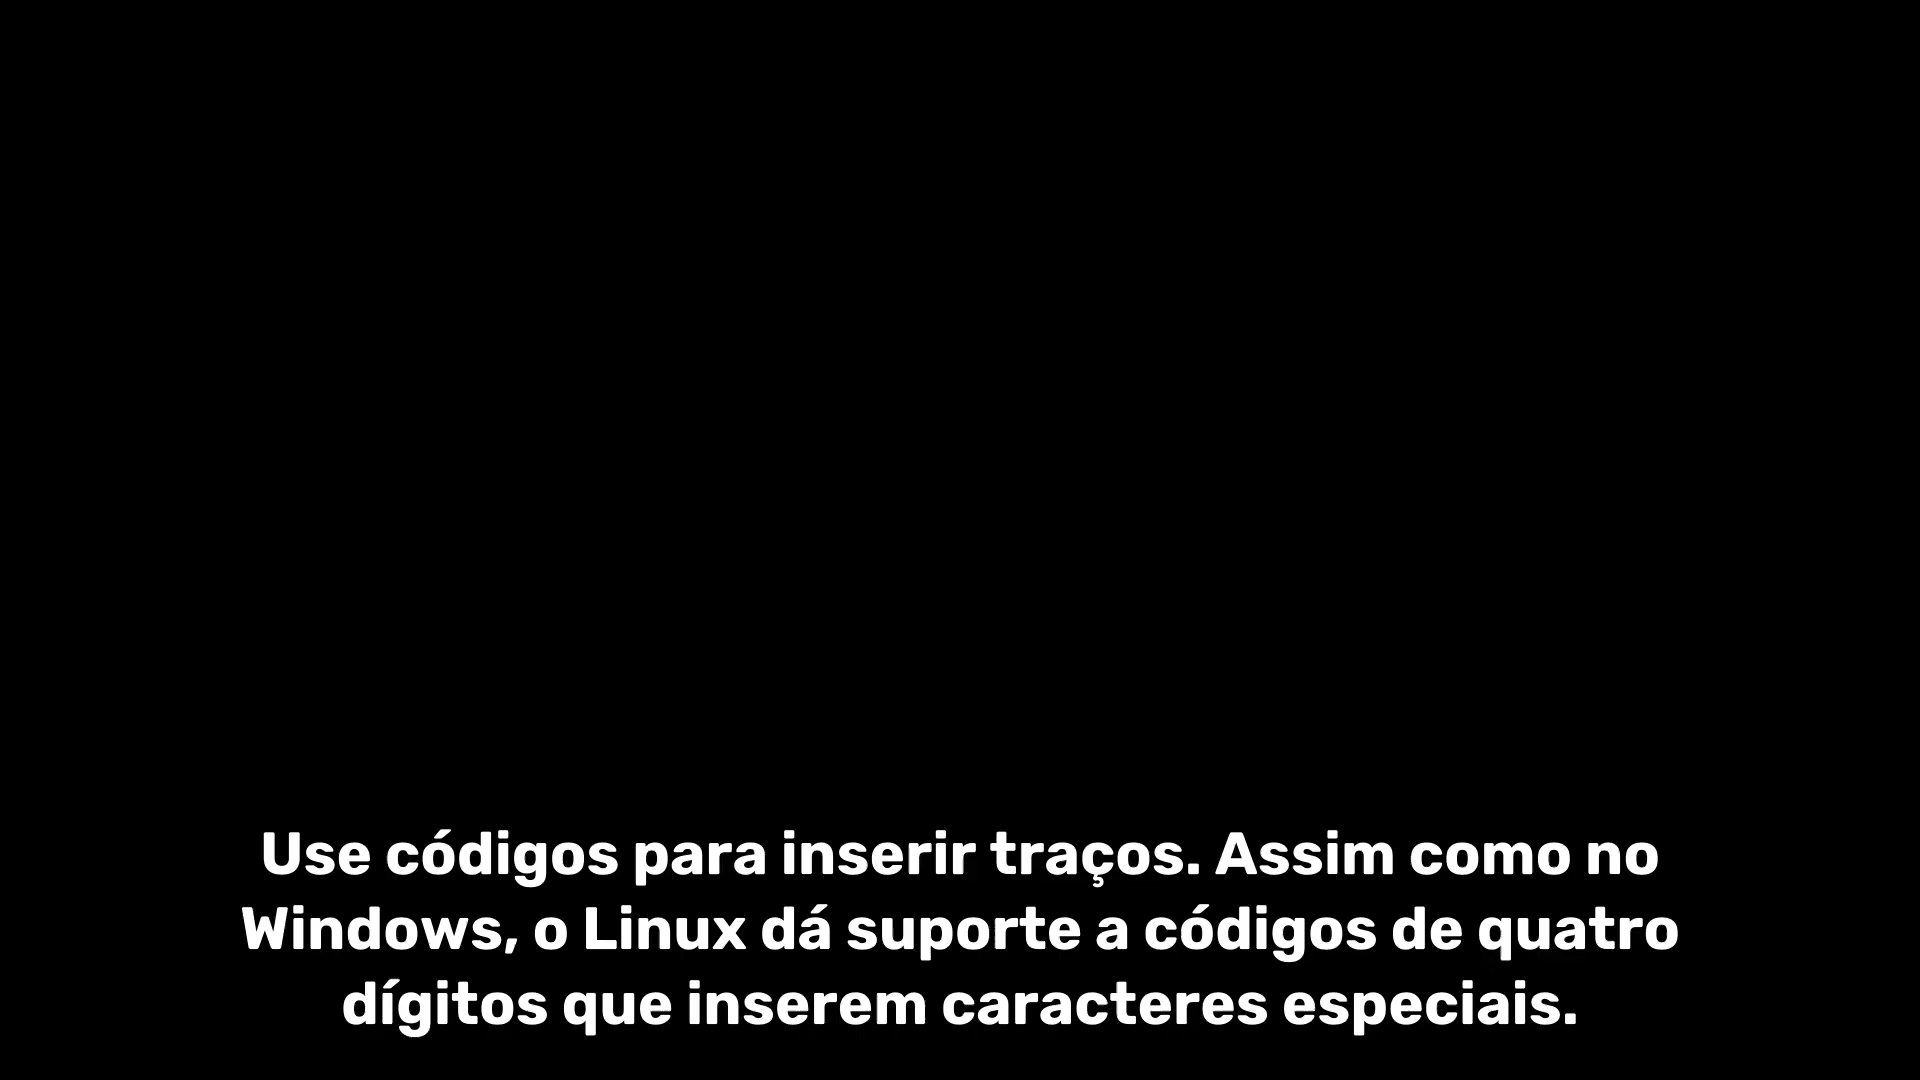 Use códigos para inserir traços. Assim como no
Windows, o Linux dá suporte a códigos de quatro
dígitos que inserem caracteres especiais.